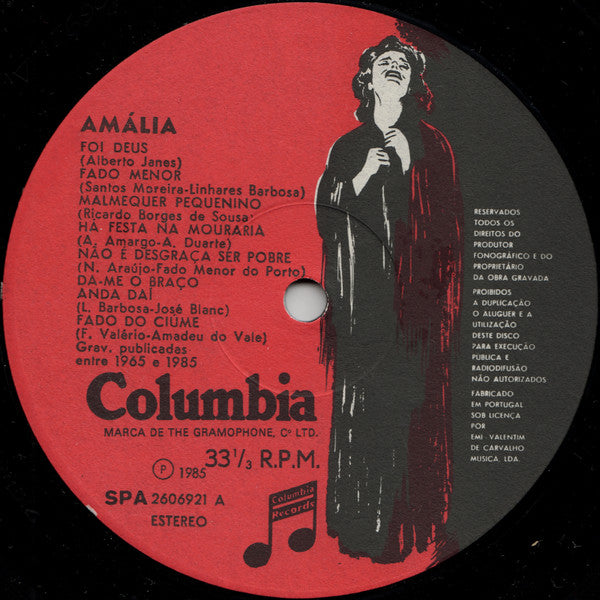 AMÁLIA
FOI DEUS
(Alberto Janes)
FADO MENOR
(Santos Moreira-Linhares Barbosa)
MALMEQUER PEQUENINO
(Ricardo Borges de Sousa)
HÁ FESTA NA MOURARIA
(A. Amargo-A. Duarte)
NÃO É DESGRAÇA SER POBRE
(N. Araújo-Fado Menor do Porto)
DÁ-ME O BRAÇO
ANDA DAÍ
(L. Barbosa-José Blanc)
FADO DO CIÚME
(F. Valério-Amadeu do Vale)
Grav. publicadas
entre 1965 e 1985
Columbia
MARCA DE THE GRAMOPHONE, Cº LTD.
33 1/3 R.P.M.
Ⓟ 1985
SPA 2606921 A
ESTEREO
Columbia
Records
RESERVADOS
TODOS OS
DIREITOS DO
PRODUTOR
FONOGRÁFICO E DO
PROPRIETÁRIO
DA OBRA GRAVADA
PROIBIDOS
A DUPLICAÇÃO
O ALUGUER E A
UTILIZAÇÃO
DESTE DISCO
PARA EXECUÇÃO
PUBLICA E
RADIODIFUSÃO
NÃO AUTORIZADOS
FABRICADO
EM PORTUGAL
SOB LICENÇA
POR
EMI-VALENTIM
DE CARVALHO
MUSICA, LDA.